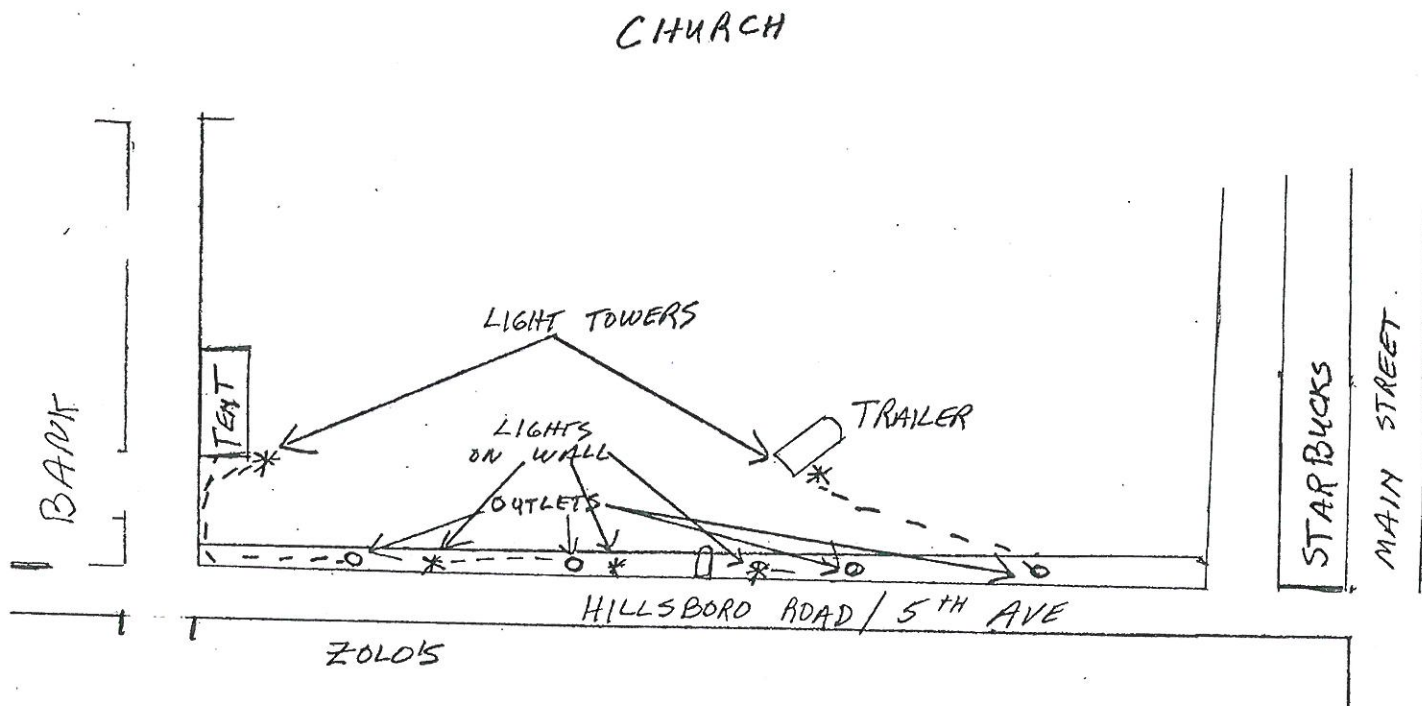 CHURCH
LIGHT TOWERS
TENT
TRAILER
LIGHTS
ON WALL
OUTLETS
BANK
STARBUCKS
MAIN STREET
HILLSBORO ROAD / 5TH AVE
ZOLO'S